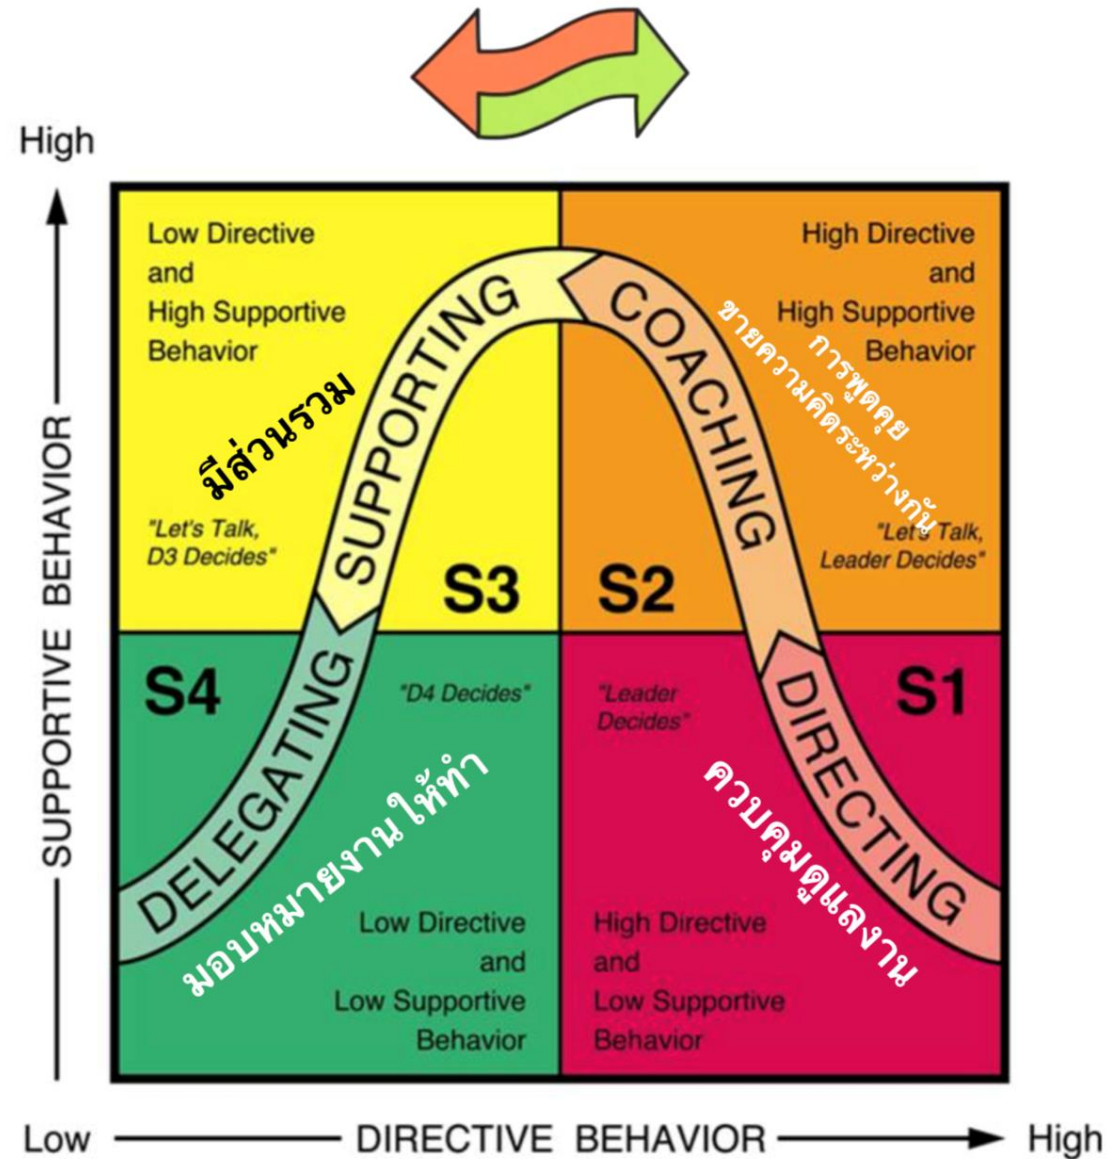 High
SUPPORTIVE BEHAVIOR
Low Directive
and
High Supportive
Behavior
มีส่วนรวม
"Let's Talk,
D3 Decides"
SUPPORTING
S3
High Directive
and
High Supportive
Behavior
การพูดคุย
ขายความคิดระหว่างกัน
"Let's Talk,
Leader Decides"
COACHING
S2
S4
"D4 Decides"
DELEGATING
มอบหมายงานให้ทำ
Low Directive
and
Low Supportive
Behavior
"Leader
Decides"
S1
DIRECTING
ควบคุมดูแลงาน
High Directive
and
Low Supportive
Behavior
Low
DIRECTIVE BEHAVIOR
High